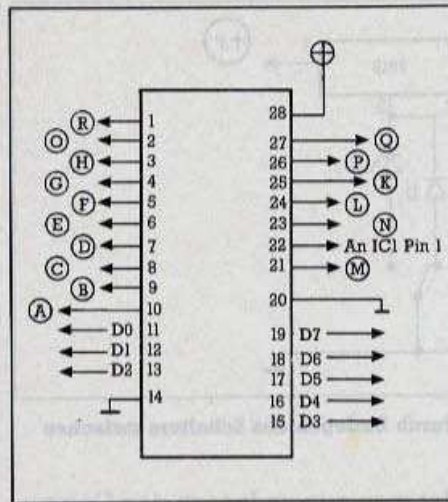 28
R 1
O 2 27 Q
H 3 26 P
G 4 25 K
F 5 24 L
E 6 23 N
D 7 22 An IC1 Pin 1
C 8 21 M
B 9
A 10 20
D0 11 19 D7
D1 12 18 D6
D2 13 17 D5
14 16 D4
15 D3